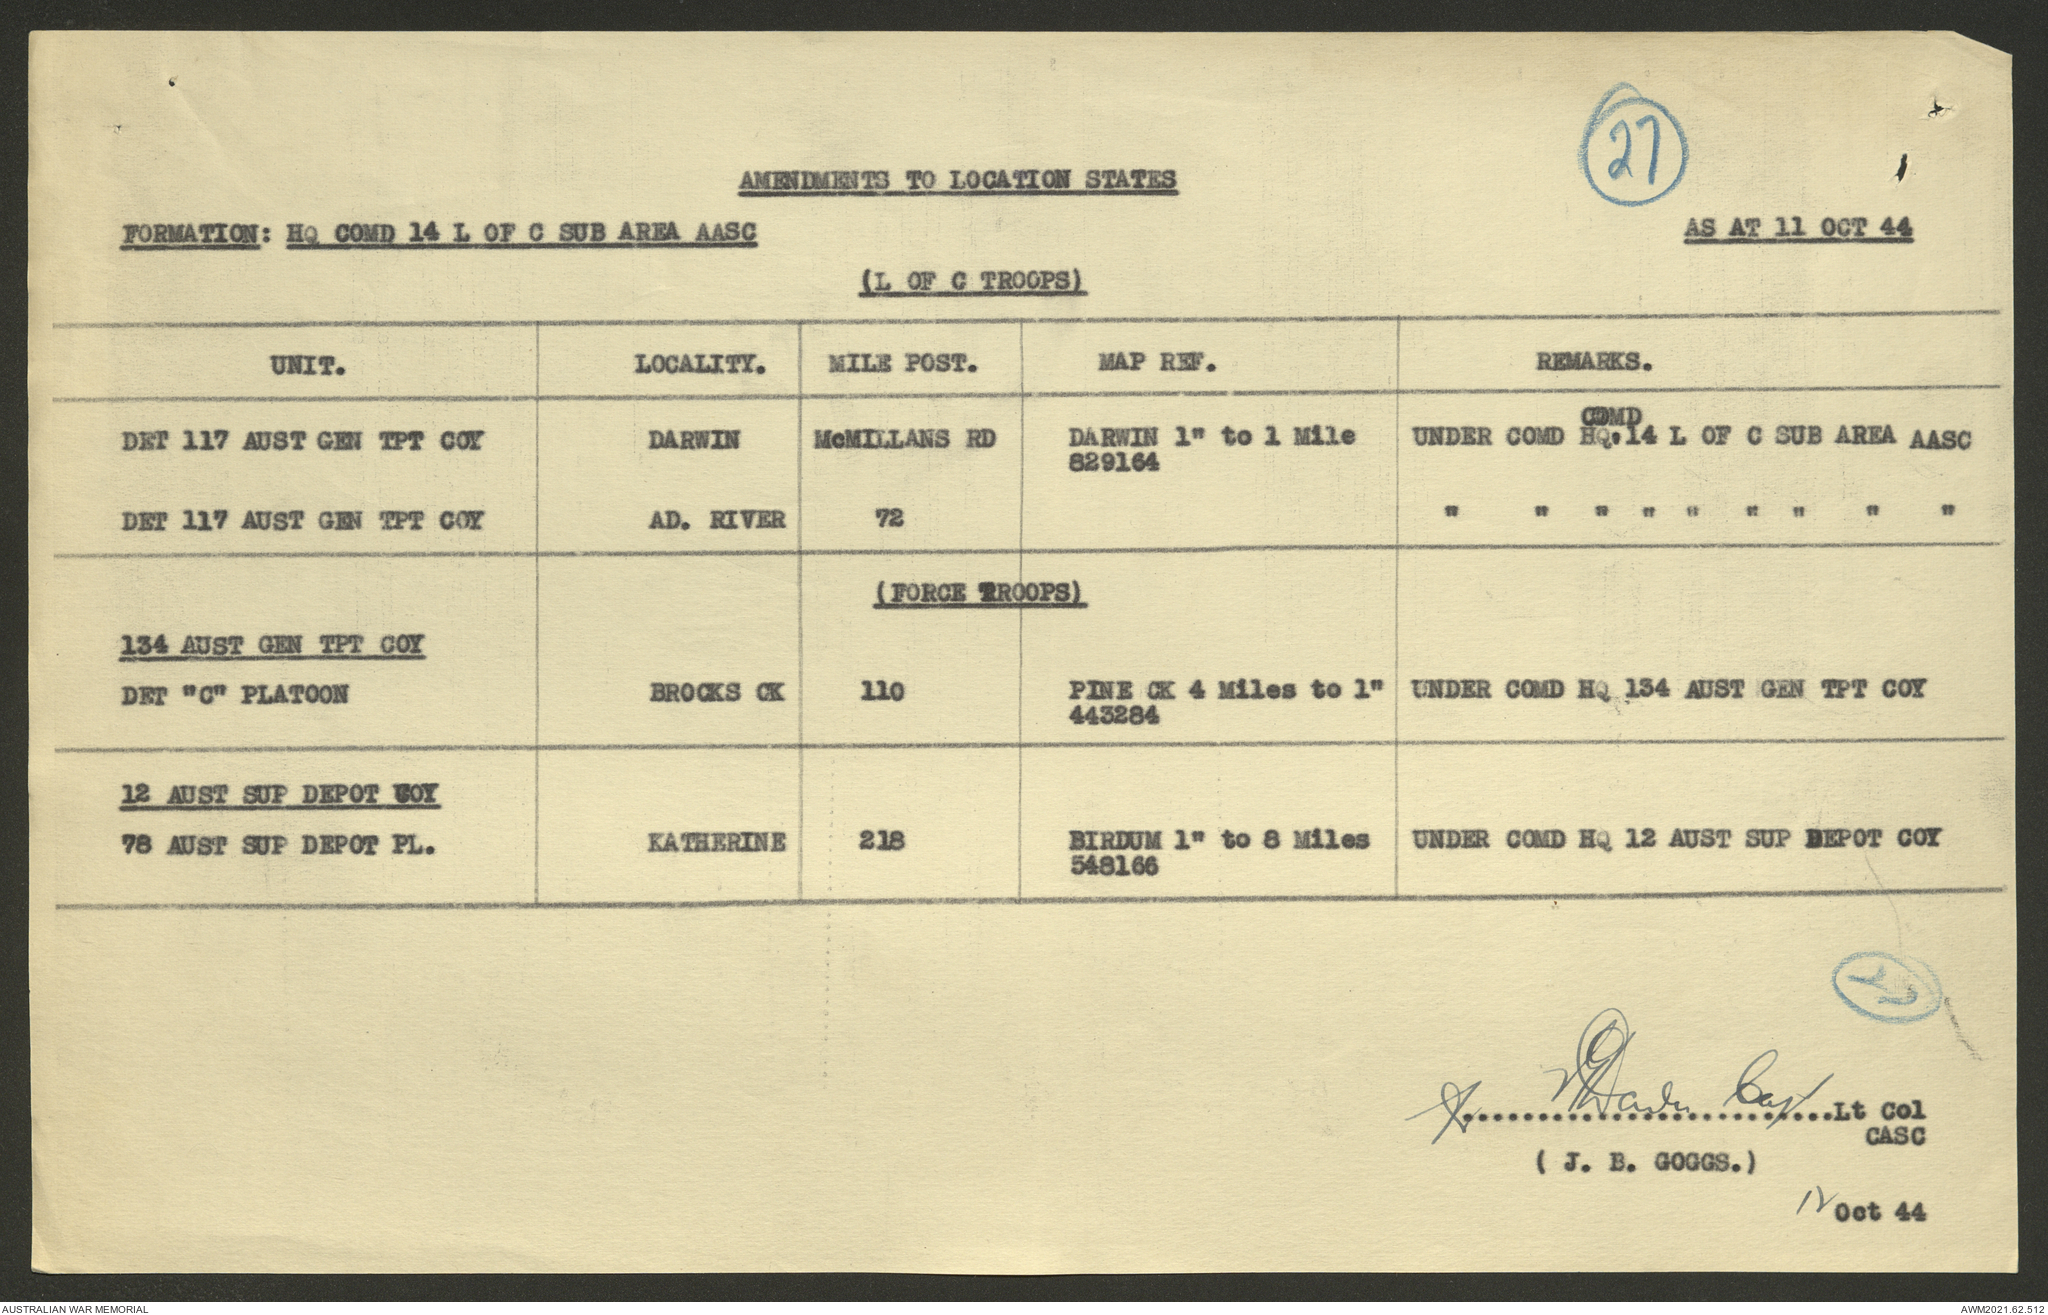 27
AMENDMENTS TO LOCATION STATES
FORMATION: HQ COMD 14 L OF C SUB AREA AASC
AS AT 11 OCT 44
(L OF C TROOPS)
UNIT. LOCALITY. MILE POST. MAP REF. REMARKS.
COMD
DET 117 AUST GEN TPT COY DARWIN McMILLANS RD DARWIN 1" to 1 Mile UNDER COMD HQ.14 L OF C SUB AREA AASC
829164
DET 117 AUST GEN TPT COY AD. RIVER 72 " " " " " " " " "
(FORCE TROOPS)
134 AUST GEN TPT COY
DET "C" PLATOON BROCKS CK 110 PINE CK 4 Miles to 1" UNDER COMD HQ 134 AUST GEN TPT COY
443284
12 AUST SUP DEPOT COY
78 AUST SUP DEPOT PL. KATHERINE 218 BIRDUM 1" to 8 Miles UNDER COMD HQ 12 AUST SUP DEPOT COY
548166
Capt
..........................Lt Col
CASC
( J. B. GOGGS.)
12 Oct 44
AUSTRALIAN WAR MEMORIAL
AWM2021.62.512